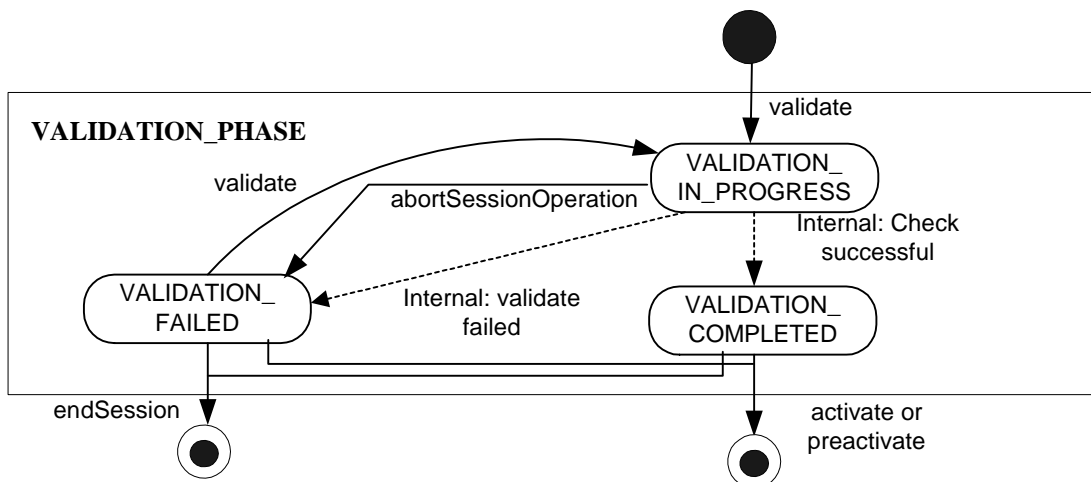 validate
VALIDATION_PHASE
VALIDATION_
IN_PROGRESS
validate
abortSessionOperation
Internal: Check
successful
VALIDATION_
FAILED
Internal: validate
failed
VALIDATION_
COMPLETED
endSession
activate or
preactivate